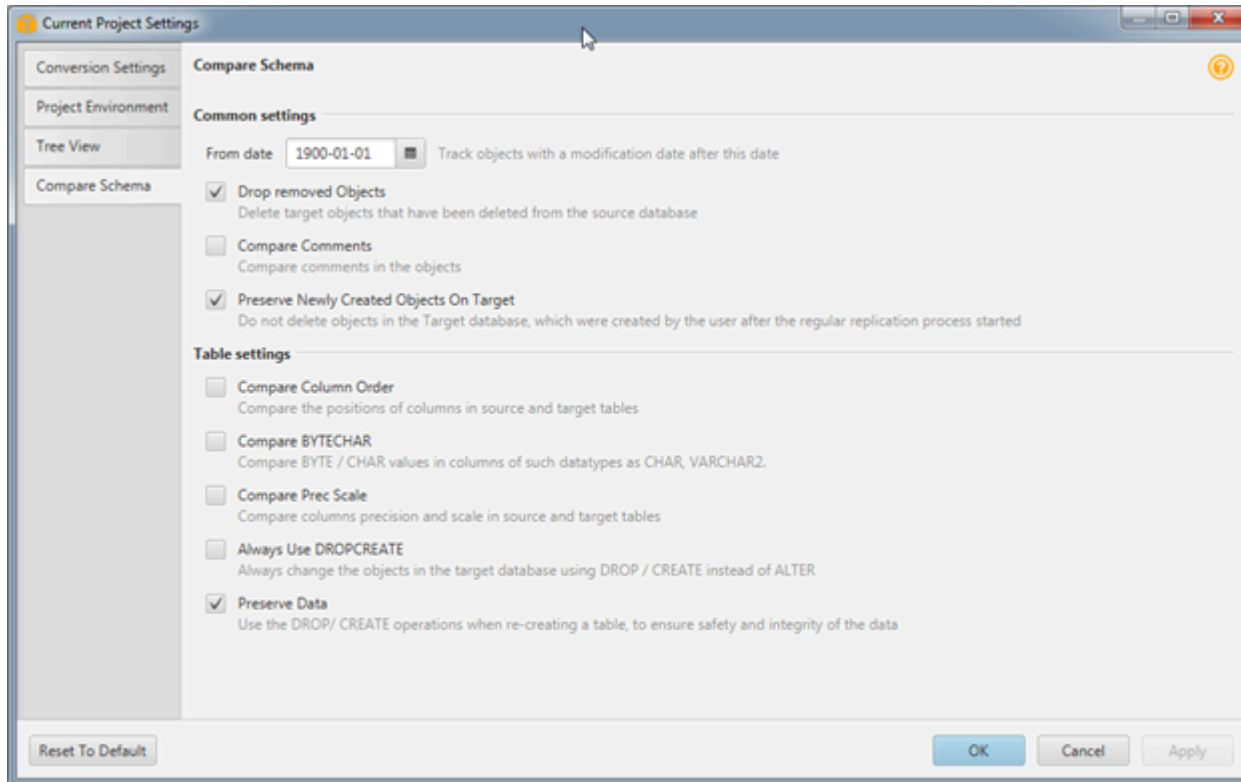 Current Project Settings
Conversion Settings
Project Environment
Tree View
Compare Schema
Compare Schema
Common settings
From date 1900-01-01 Track objects with a modification date after this date
Drop removed Objects
Delete target objects that have been deleted from the source database
Compare Comments
Compare comments in the objects
Preserve Newly Created Objects On Target
Do not delete objects in the Target database, which were created by the user after the regular replication process started
Table settings
Compare Column Order
Compare the positions of columns in source and target tables
Compare BYTECHAR
Compare BYTE / CHAR values in columns of such datatypes as CHAR, VARCHAR2.
Compare Prec Scale
Compare columns precision and scale in source and target tables
Always Use DROPCREATE
Always change the objects in the target database using DROP / CREATE instead of ALTER
Preserve Data
Use the DROP/ CREATE operations when re-creating a table, to ensure safety and integrity of the data
Reset To Default OK Cancel Apply